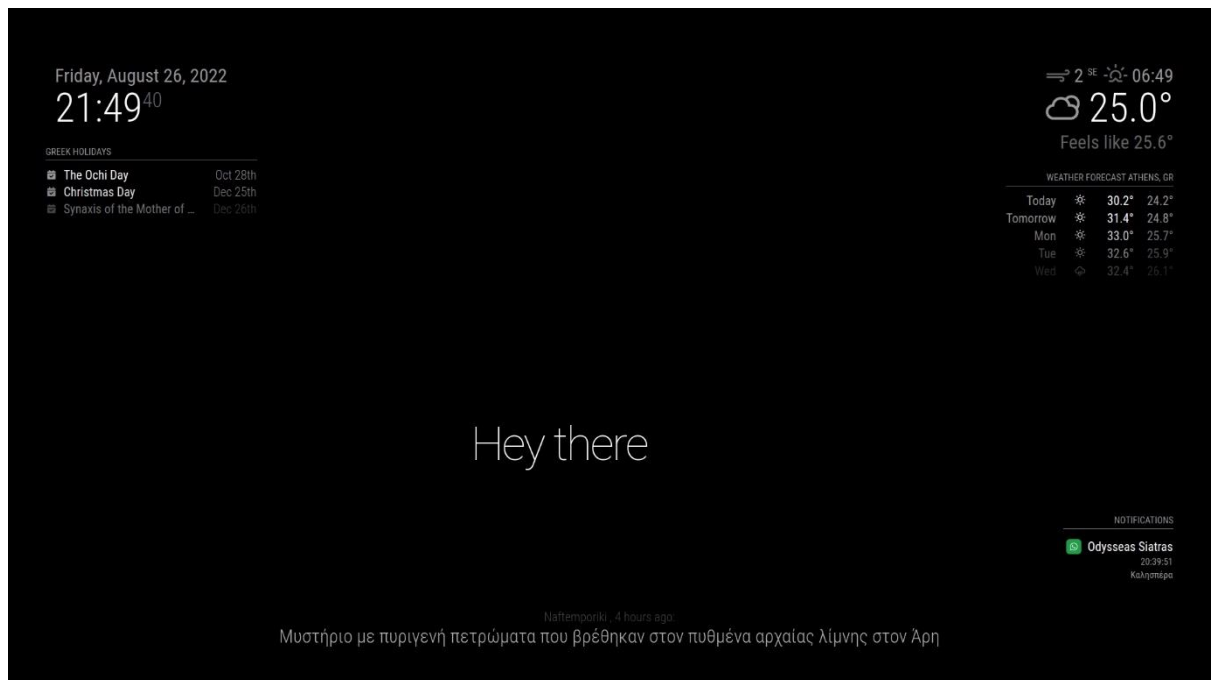 Friday, August 26, 2022
21:49 40
GREEK HOLIDAYS
The Ochi Day Oct 28th
Christmas Day Dec 25th
Synaxis of the Mother of ... Dec 26th
2 SE 06:49
25.0°
Feels like 25.6°
WEATHER FORECAST ATHENS, GR
Today 30.2° 24.2°
Tomorrow 31.4° 24.8°
Mon 33.0° 25.7°
Tue 32.6° 25.9°
Wed 32.4° 26.1°
Hey there
NOTIFICATIONS
Odysseas Siatras
20:39:51
Καλησπέρα
Naftemporiki , 4 hours ago:
Μυστήριο με πυριγενή πετρώματα που βρέθηκαν στον πυθμένα αρχαίας λίμνης στον Άρη